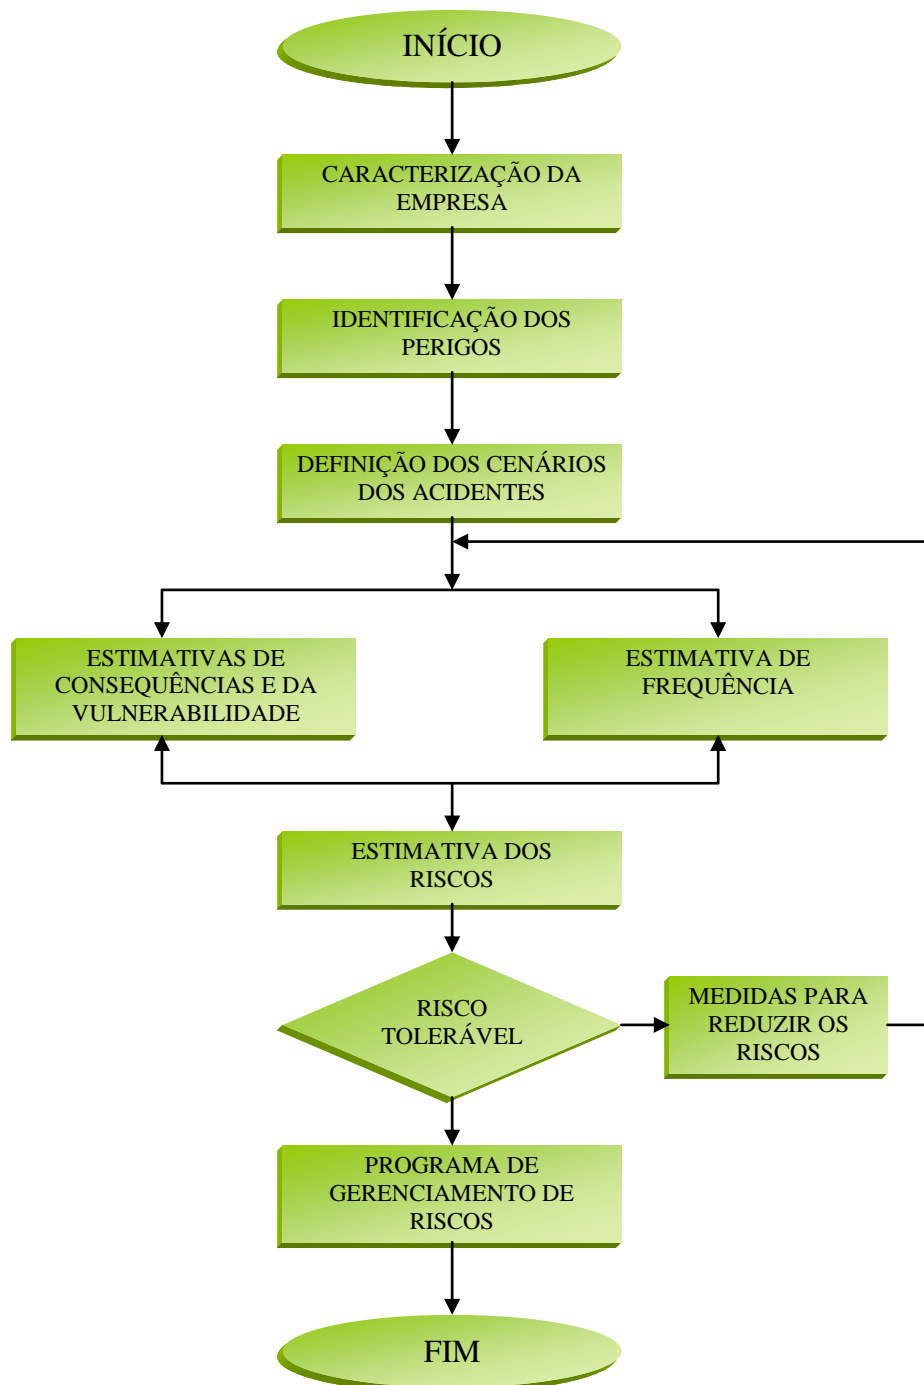 INÍCIO
CARACTERIZAÇÃO DA
EMPRESA
IDENTIFICAÇÃO DOS
PERIGOS
DEFINIÇÃO DOS CENÁRIOS
DOS ACIDENTES
ESTIMATIVAS DE
CONSEQUÊNCIAS E DA
VULNERABILIDADE
ESTIMATIVA DE
FREQUÊNCIA
ESTIMATIVA DOS
RISCOS
RISCO
TOLERÁVEL
MEDIDAS PARA
REDUZIR OS
RISCOS
PROGRAMA DE
GERENCIAMENTO DE
RISCOS
FIM